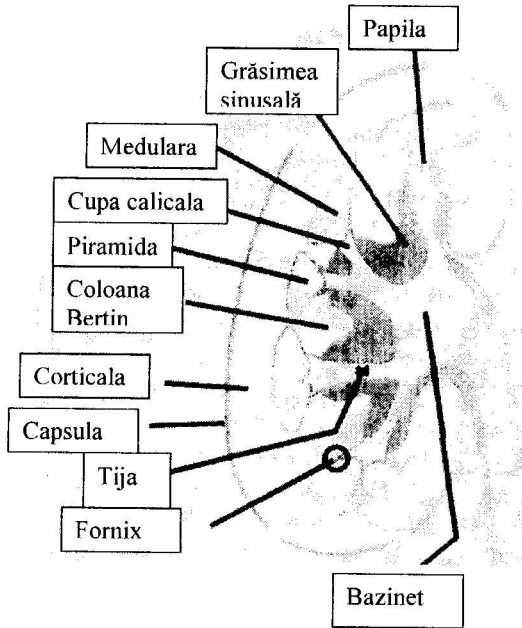 Papila
Grăsimea
sinusală
Medulara
Cupa calicala
Piramida
Coloana
Bertin
Corticala
Capsula
Tija
Fornix
Bazinet